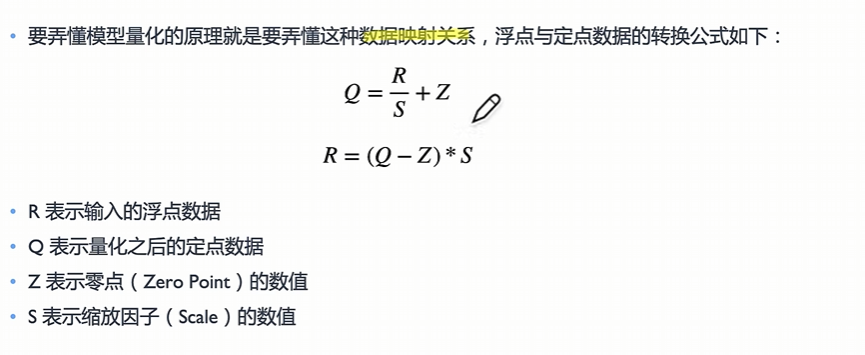 要弄懂模型量化的原理就是要弄懂这种数据映射关系，浮点与定点数据的转换公式如下：
Q = R/S + Z
R = (Q − Z) * S
R 表示输入的浮点数据
Q 表示量化之后的定点数据
Z 表示零点（Zero Point）的数值
S 表示缩放因子（Scale）的数值